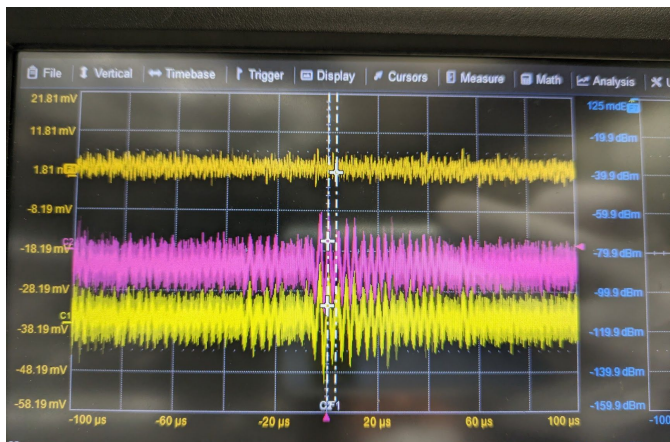 File Vertical Timebase Trigger Display Cursors Measure Math Analysis
21.81 mV
11.81 mV
1.81
-8.19 mV
-18.19 mV
-28.19 mV
-38.19 mV
-48.19 mV
-58.19 mV
C2
C1
-100 µs -60 µs -20 µs 20 µs 60 µs 100 µs
125 mdB
-19.9 dBm
-39.9 dBm
-59.9 dBm
-79.9 dBm
-99.9 dBm
-119.9 dBm
-139.9 dBm
-159.9 dBm
-100